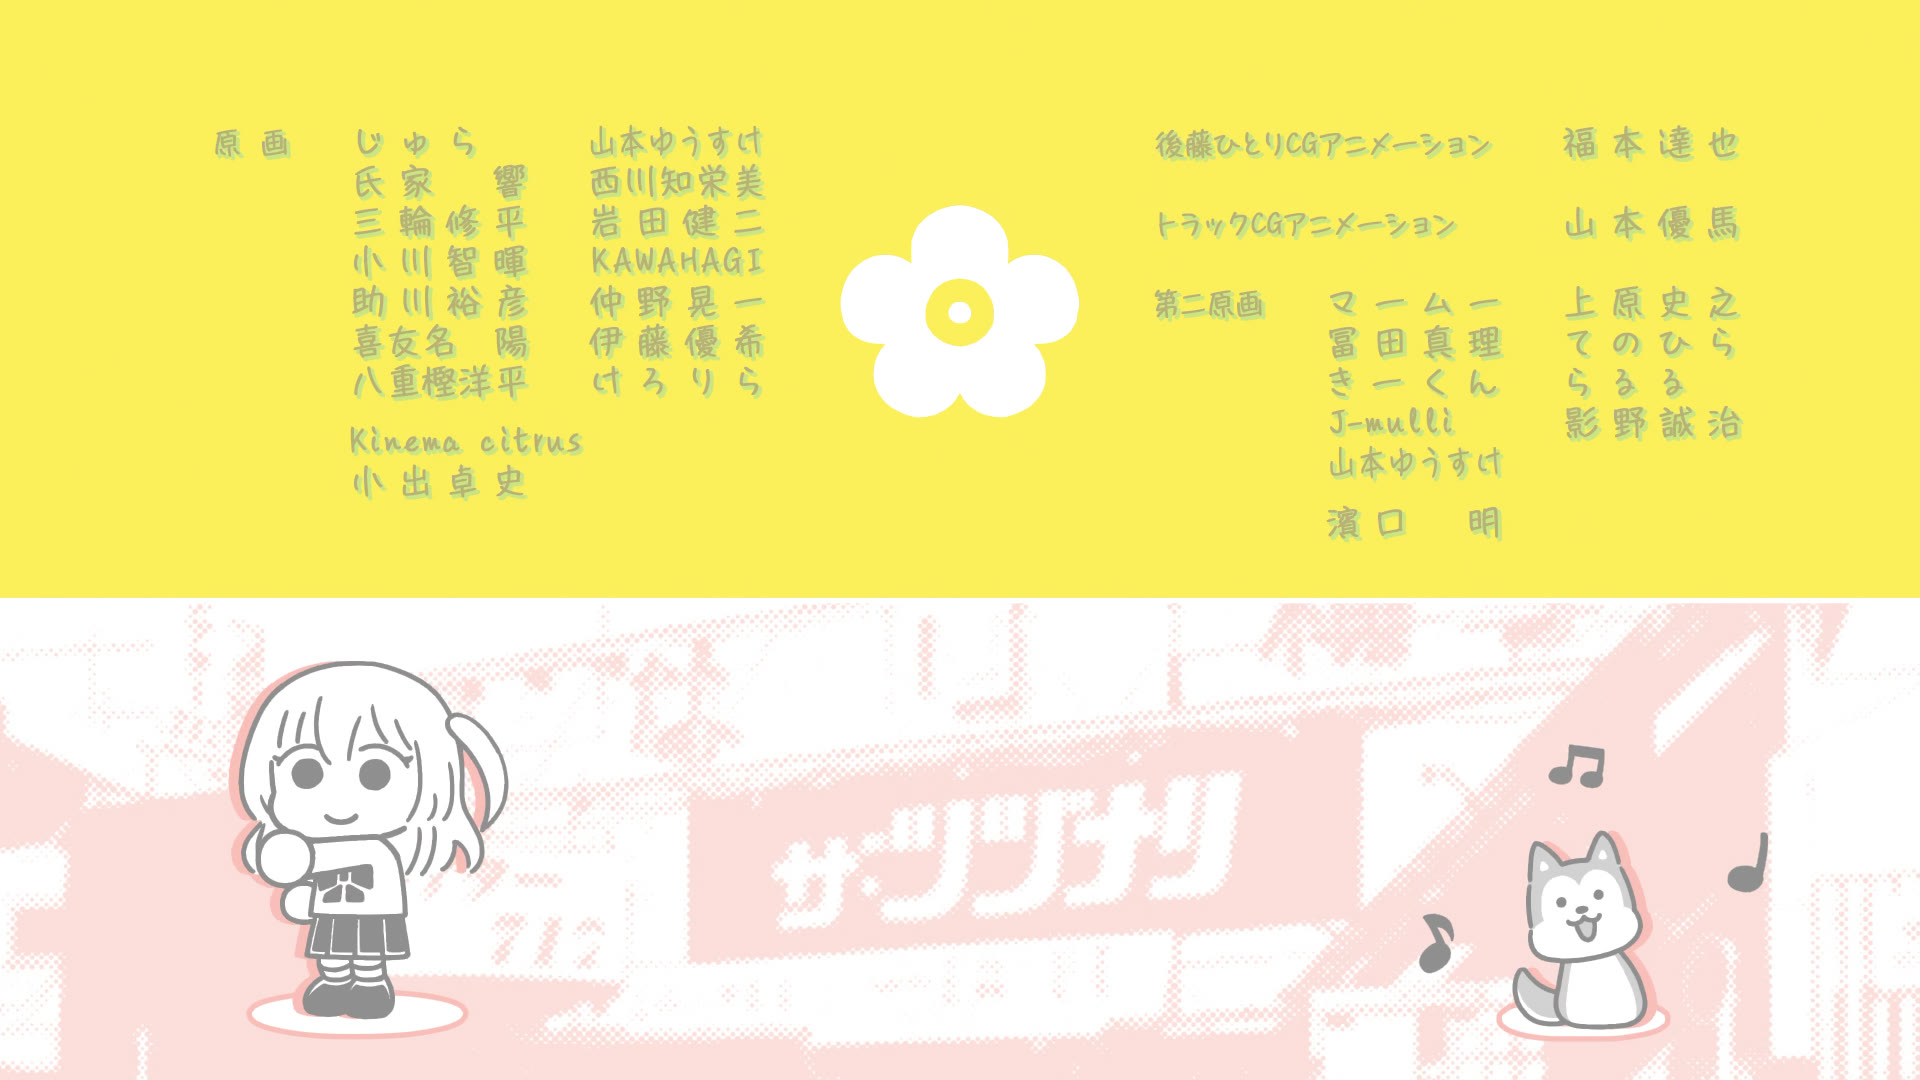 原画
じゅら
氏家 響
三輪修平
小川智暉
助川裕彦
喜友名 陽
八重樫洋平
Kinema citrus
小出卓史
山本ゆうすけ
西川知栄美
岩田健二
KAWAHAGI
仲野晃一
伊藤優希
けろりら
後藤ひとりCGアニメーション 福本達也
トラックCGアニメーション 山本優馬
第二原画
マームー
冨田真理
きーくん
J-mulli
山本ゆうすけ
濱口 明
上原史之
てのひら
らるる
影野誠治